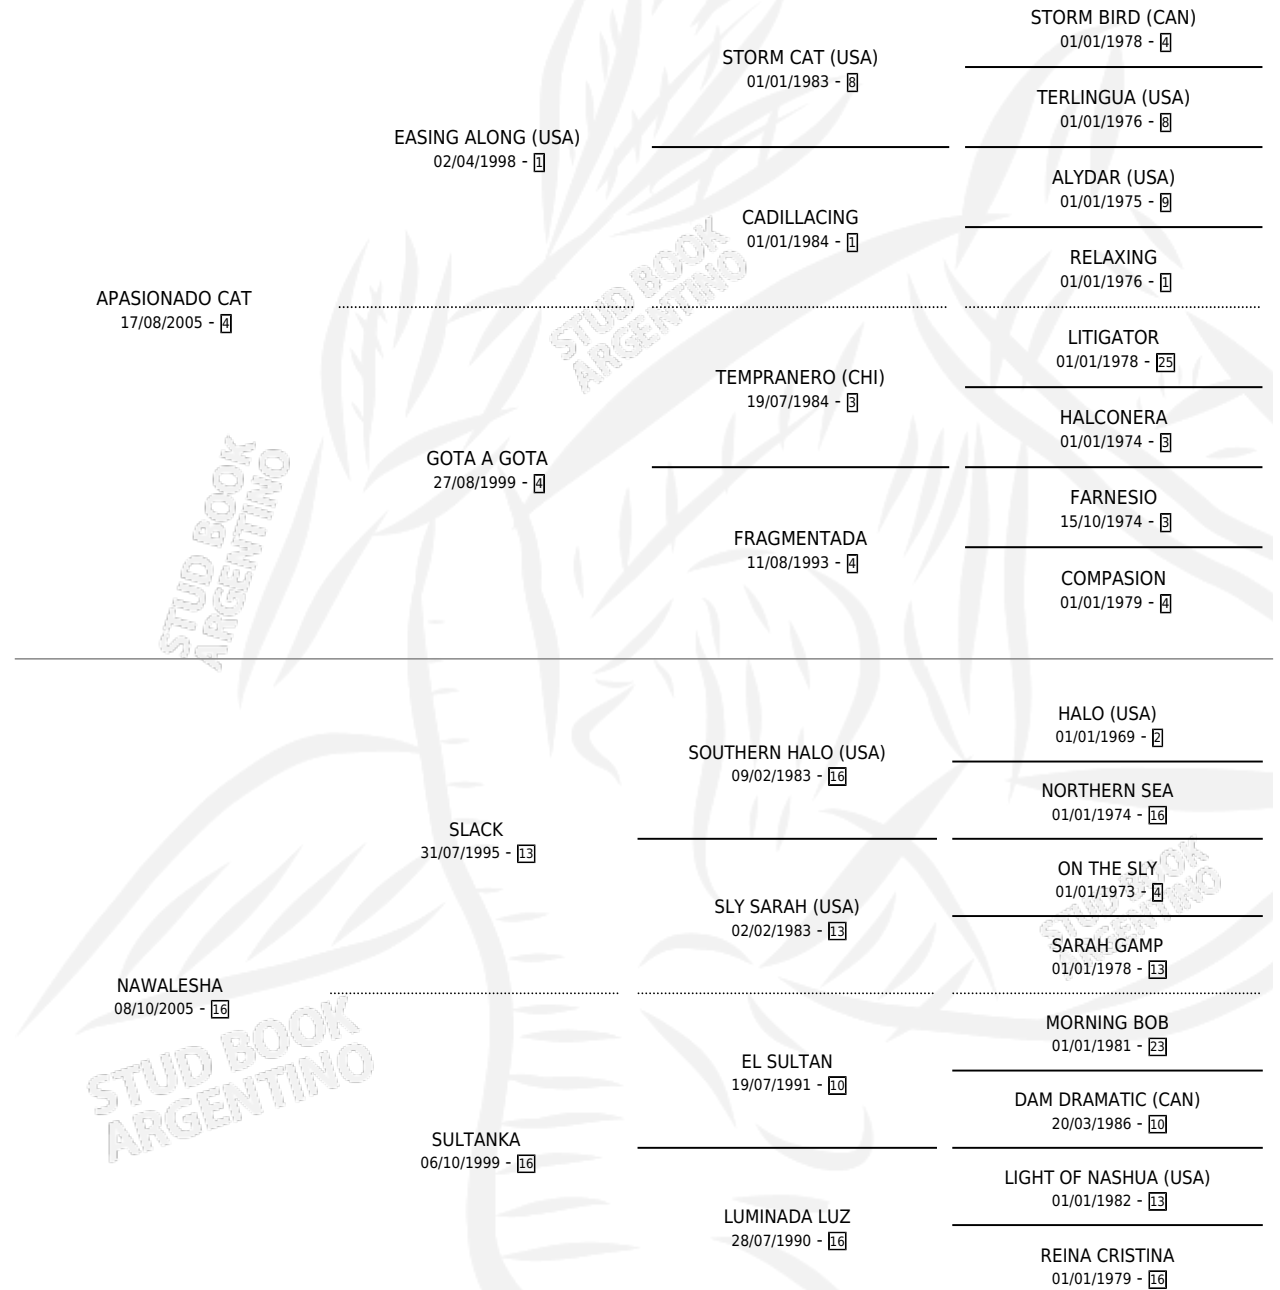 STORM BIRD (CAN)
01/01/1978 - 4
STORM CAT (USA)
01/01/1983 - 8
TERLINGUA (USA)
01/01/1976 - 8
EASING ALONG (USA)
02/04/1998 - 1
ALYDAR (USA)
01/01/1975 - 9
CADILLACING
01/01/1984 - 1
RELAXING
01/01/1976 - 1
APASIONADO CAT
17/08/2005 - 4
LITIGATOR
01/01/1978 - 25
TEMPRANERO (CHI)
19/07/1984 - 3
HALCONERA
01/01/1974 - 3
GOTA A GOTA
27/08/1999 - 4
FARNESIO
15/10/1974 - 3
FRAGMENTADA
11/08/1993 - 4
COMPASION
01/01/1979 - 4
STUD BOOK
ARGENTINO
STUD BOOK
ARGENTINO
HALO (USA)
01/01/1969 - 2
SOUTHERN HALO (USA)
09/02/1983 - 16
NORTHERN SEA
01/01/1974 - 16
SLACK
31/07/1995 - 13
ON THE SLY
01/01/1973 - 4
SLY SARAH (USA)
02/02/1983 - 13
SARAH GAMP
01/01/1978 - 13
STUD BOOK
ARGENTINO
NAWALESHA
08/10/2005 - 16
MORNING BOB
01/01/1981 - 23
EL SULTAN
19/07/1991 - 10
DAM DRAMATIC (CAN)
20/03/1986 - 10
STUD BOOK
ARGENTINO
SULTANKA
06/10/1999 - 16
LIGHT OF NASHUA (USA)
01/01/1982 - 13
LUMINADA LUZ
28/07/1990 - 16
REINA CRISTINA
01/01/1979 - 16